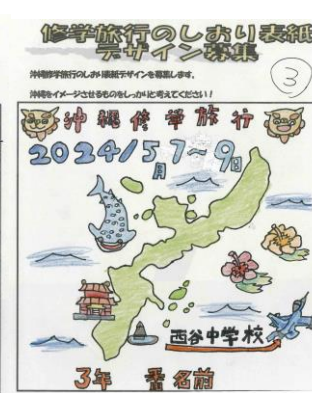 修学旅行のしおり表紙
デザイン募集
沖縄修学旅行のしおり表紙デザインを募集します。
沖縄をイメージさせるものをしっかりと考えてください！
3
沖縄修学旅行
2024/5月7～9日
西谷中学校
3年 番名前